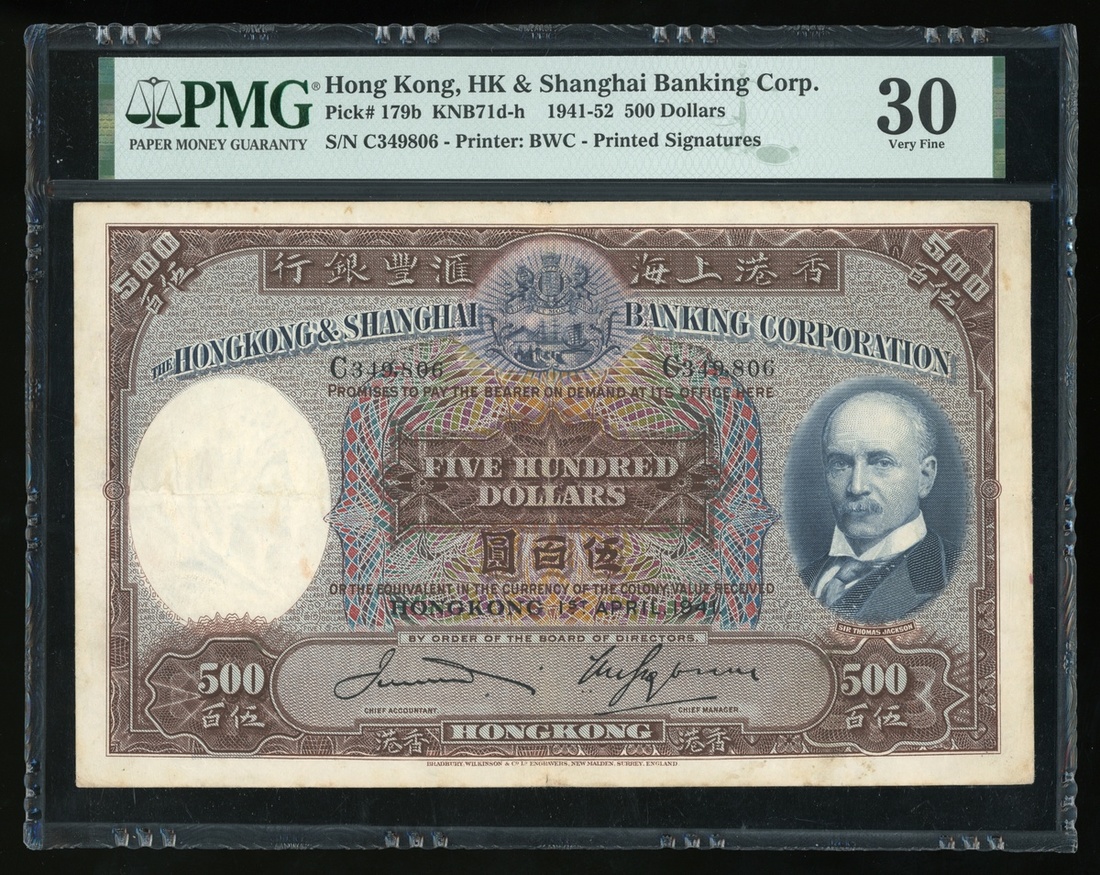 PMG®
PAPER MONEY GUARANTY
Hong Kong, HK & Shanghai Banking Corp.
Pick# 179b KNB71d-h 1941-52 500 Dollars
S/N C349806 - Printer: BWC - Printed Signatures
30
Very Fine
500
百伍
行銀豐滙
海上港香
500
百伍
THE HONGKONG & SHANGHAI BANKING CORPORATION
C349,806
C349,806
PROMISES TO PAY THE BEARER ON DEMAND AT ITS OFFICE HERE
FIVE HUNDRED
DOLLARS
圓百伍
OR THE EQUIVALENT IN THE CURRENCY OF THE COLONY, VALUE RECEIVED
HONGKONG 1ST APRIL, 1941.
SIR THOMAS JACKSON
BY ORDER OF THE BOARD OF DIRECTORS.
500
百伍
500
百伍
CHIEF ACCOUNTANT.
CHIEF MANAGER.
港香
HONGKONG
港香
BRADBURY, WILKINSON & Co Ld ENGRAVERS, NEW MALDEN, SURREY, ENGLAND